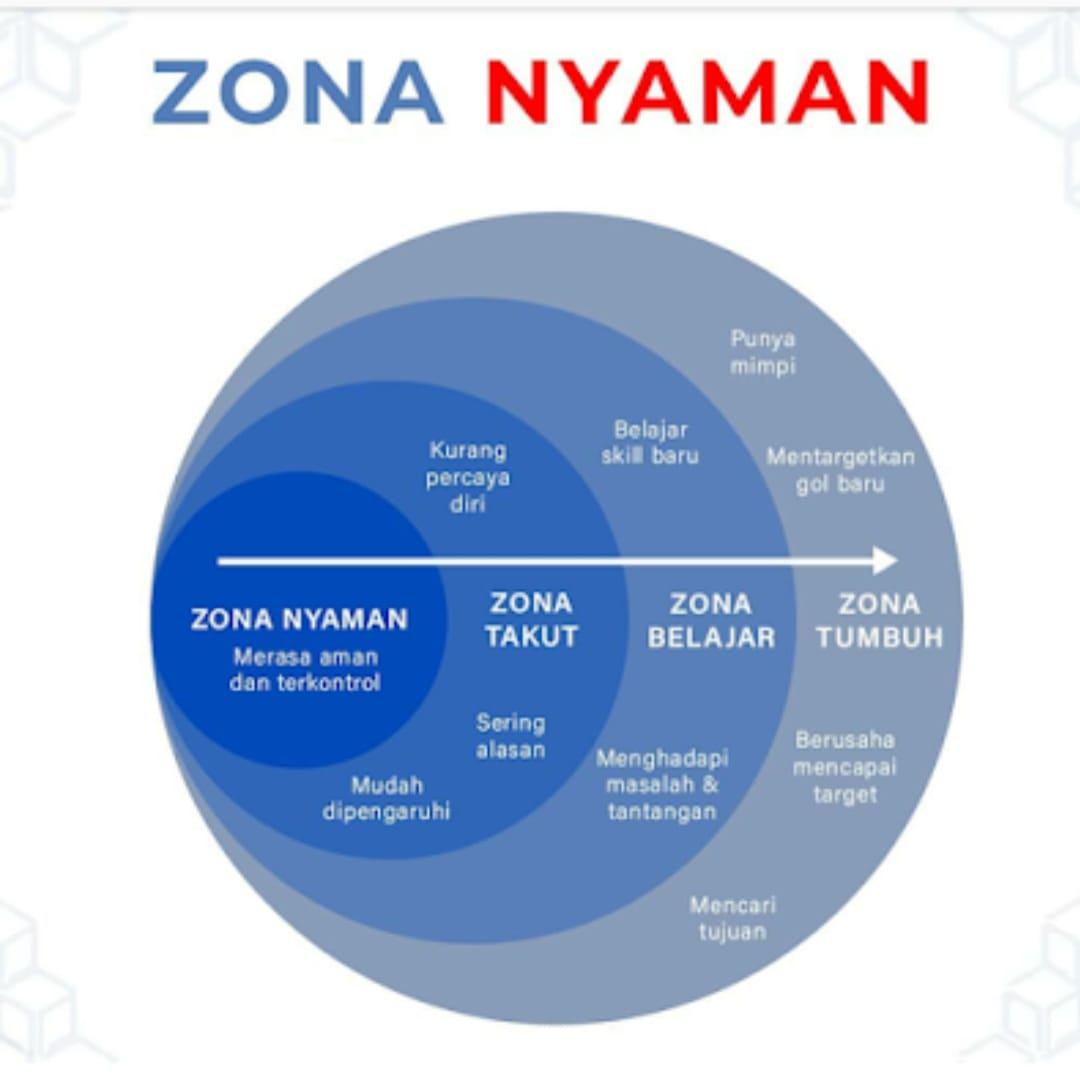 ZONA NYAMAN
Punya
mimpi
Belajar
skill baru
Kurang
percaya
diri
Mentargetkan
gol baru
ZONA NYAMAN
Merasa aman
dan terkontrol
ZONA
TAKUT
ZONA
BELAJAR
ZONA
TUMBUH
Sering
alasan
Mudah
dipengaruhi
Menghadapi
masalah &
tantangan
Berusaha
mencapai
target
Mencari
tujuan